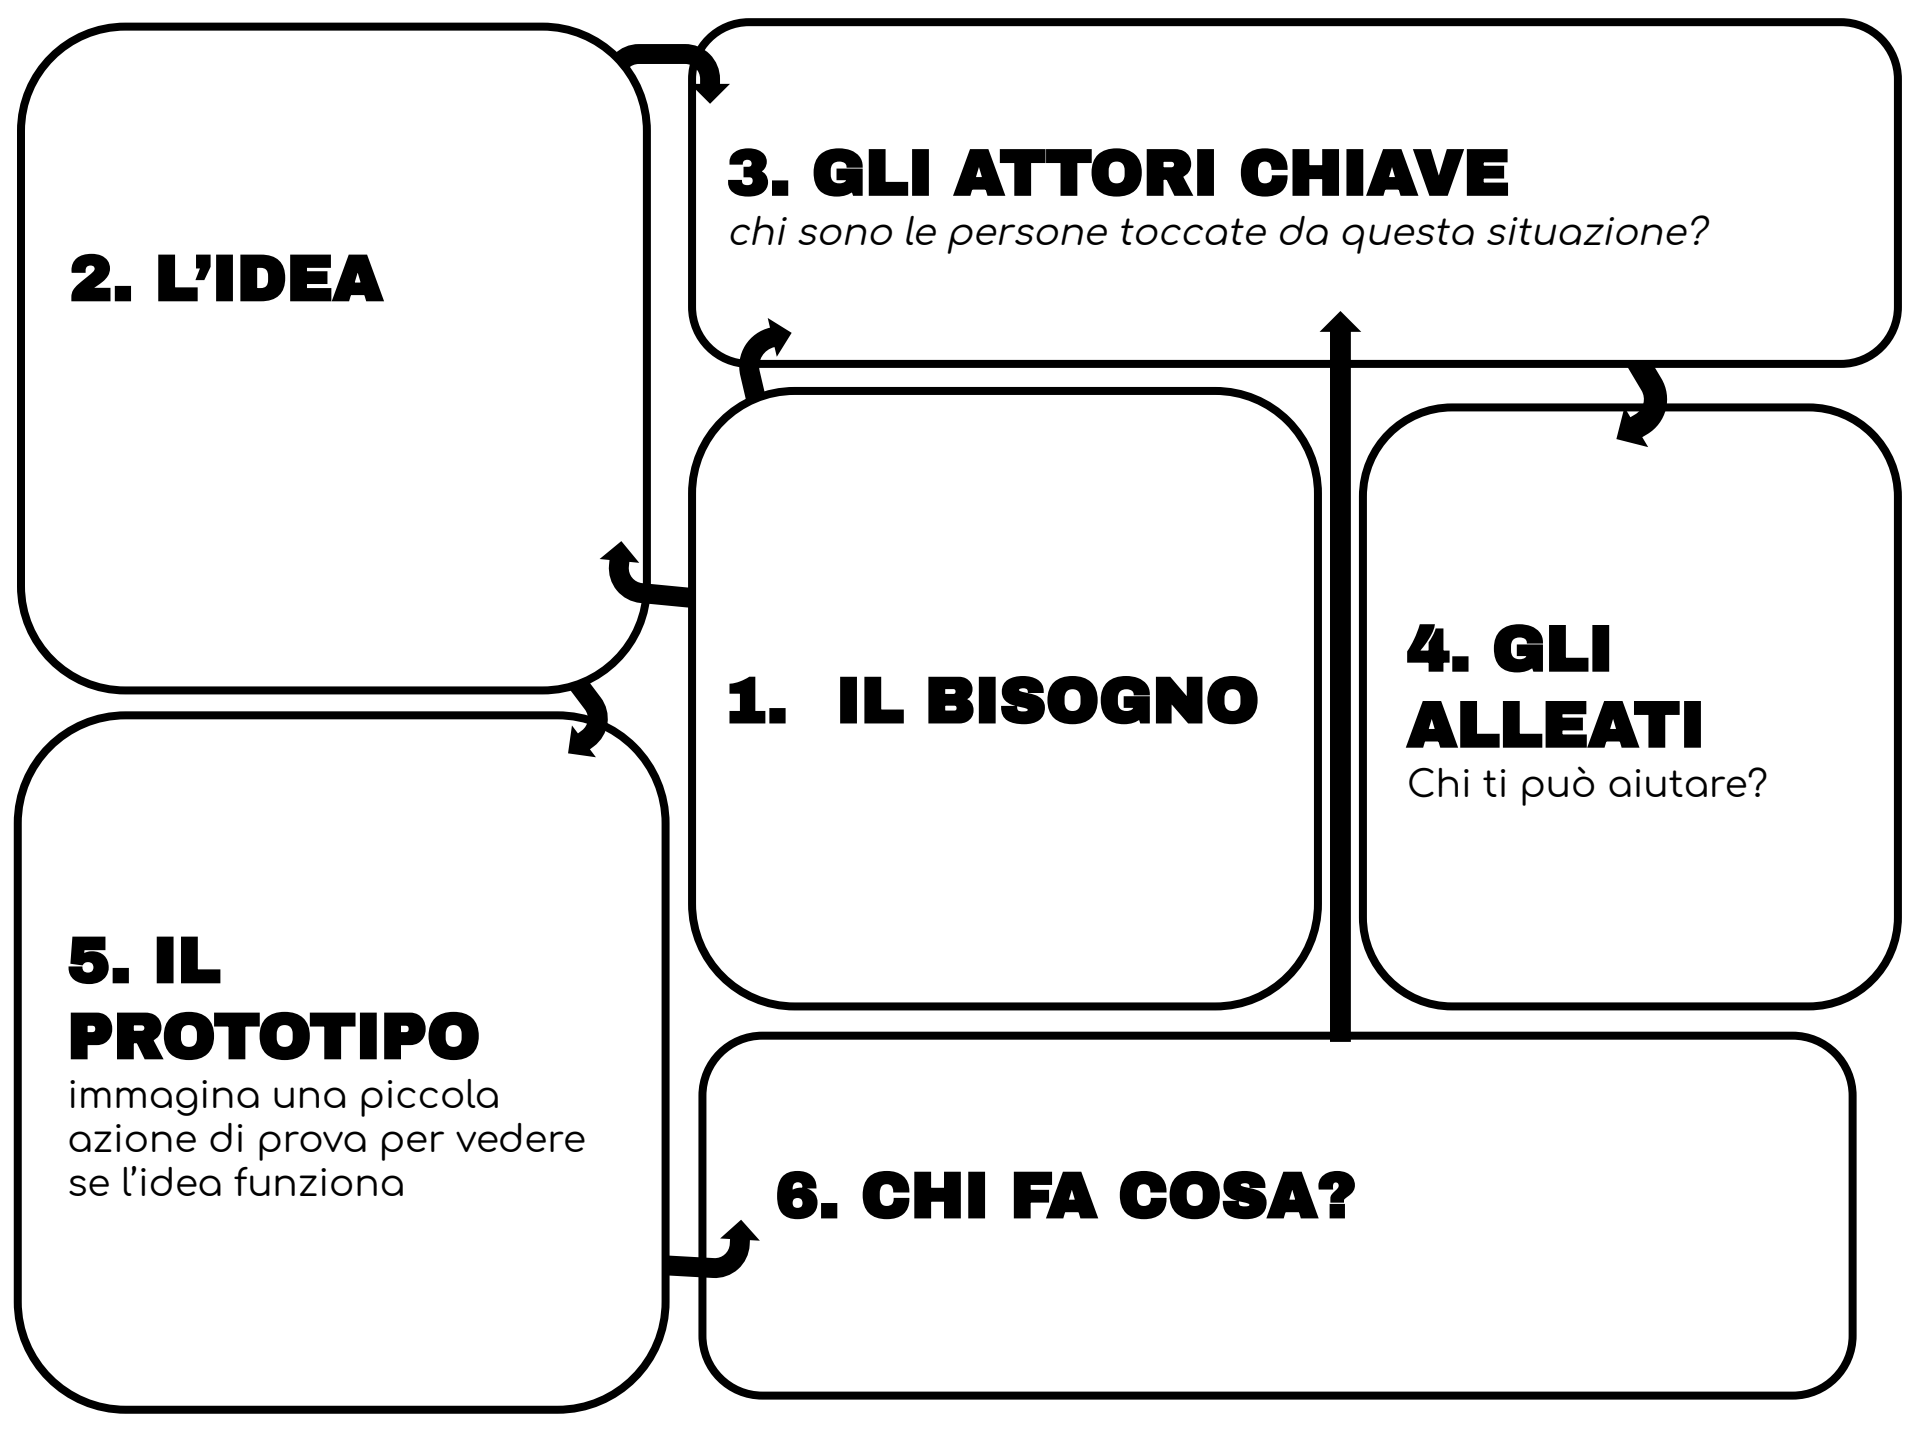 2. L’IDEA
3. GLI ATTORI CHIAVE
chi sono le persone toccate da questa situazione?
1. IL BISOGNO
4. GLI
ALLEATI
Chi ti può aiutare?
5. IL
PROTOTIPO
immagina una piccola
azione di prova per vedere
se l’idea funziona
6. CHI FA COSA?